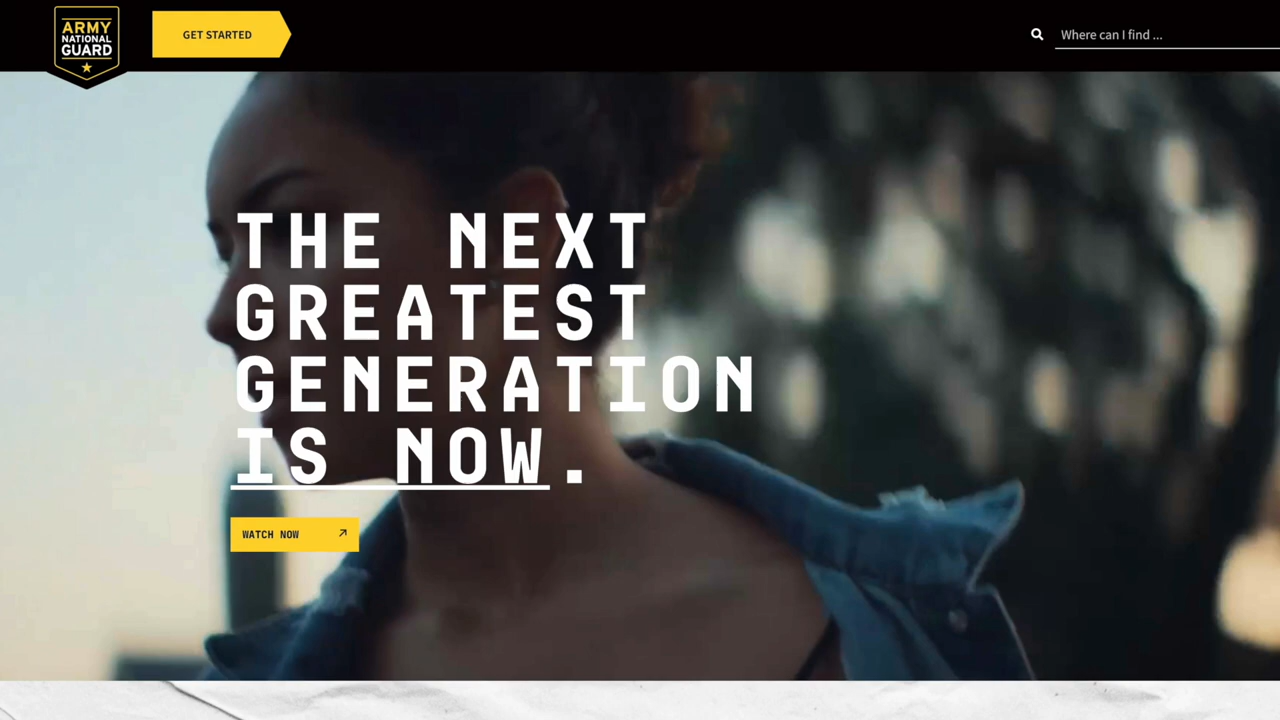 ARMY
NATIONAL
GUARD
GET STARTED
Where can I find ...
THE NEXT
GREATEST
GENERATION
IS NOW.
WATCH NOW